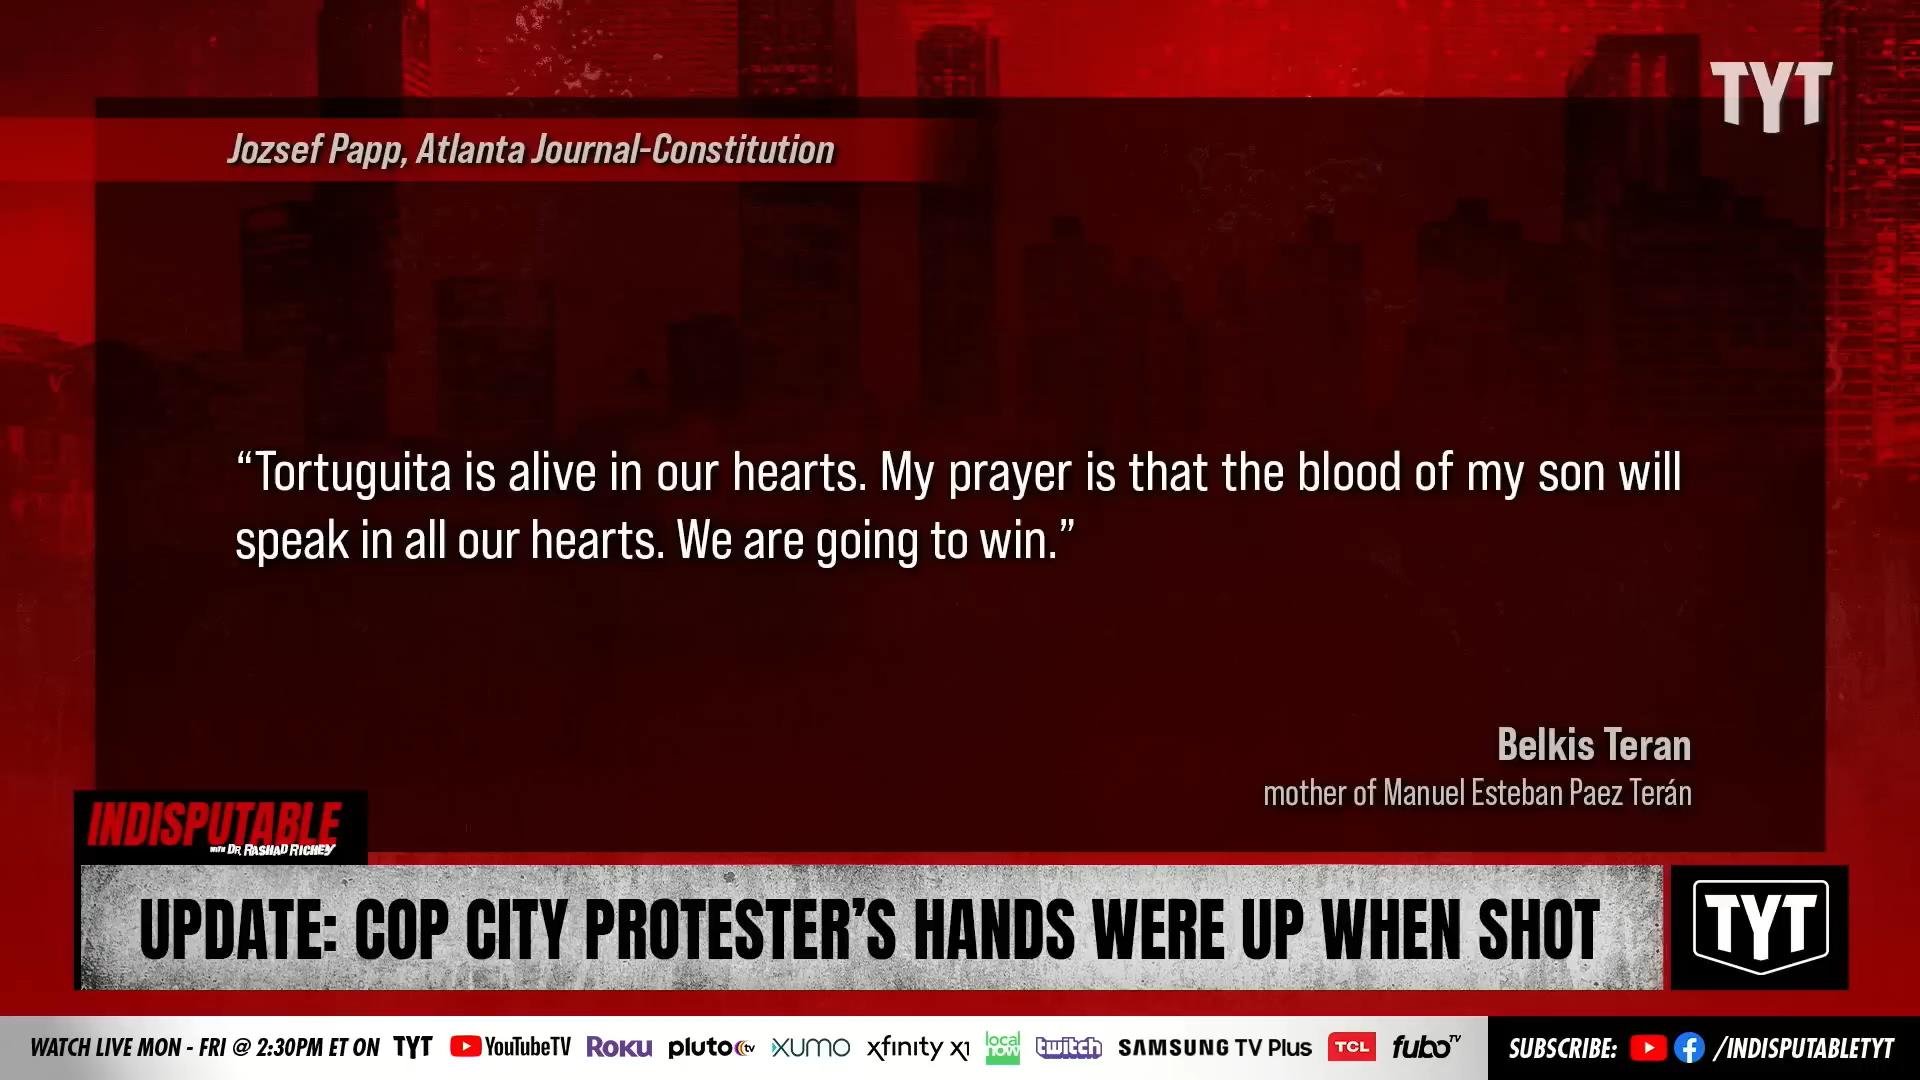 TYT
Jozsef Papp, Atlanta Journal-Constitution
“Tortuguita is alive in our hearts. My prayer is that the blood of my son will
speak in all our hearts. We are going to win.”
Belkis Teran
mother of Manuel Esteban Paez Terán
INDISPUTABLE
WITH DR. RASHAD RICHEY
UPDATE: COP CITY PROTESTER’S HANDS WERE UP WHEN SHOT
TYT
WATCH LIVE MON - FRI @ 2:30PM ET ON TYT YouTubeTV ROKU pluto tv XUMO xfinity x1 local now twitch SAMSUNG TV Plus TCL fubo TV
SUBSCRIBE: /INDISPUTABLETYT